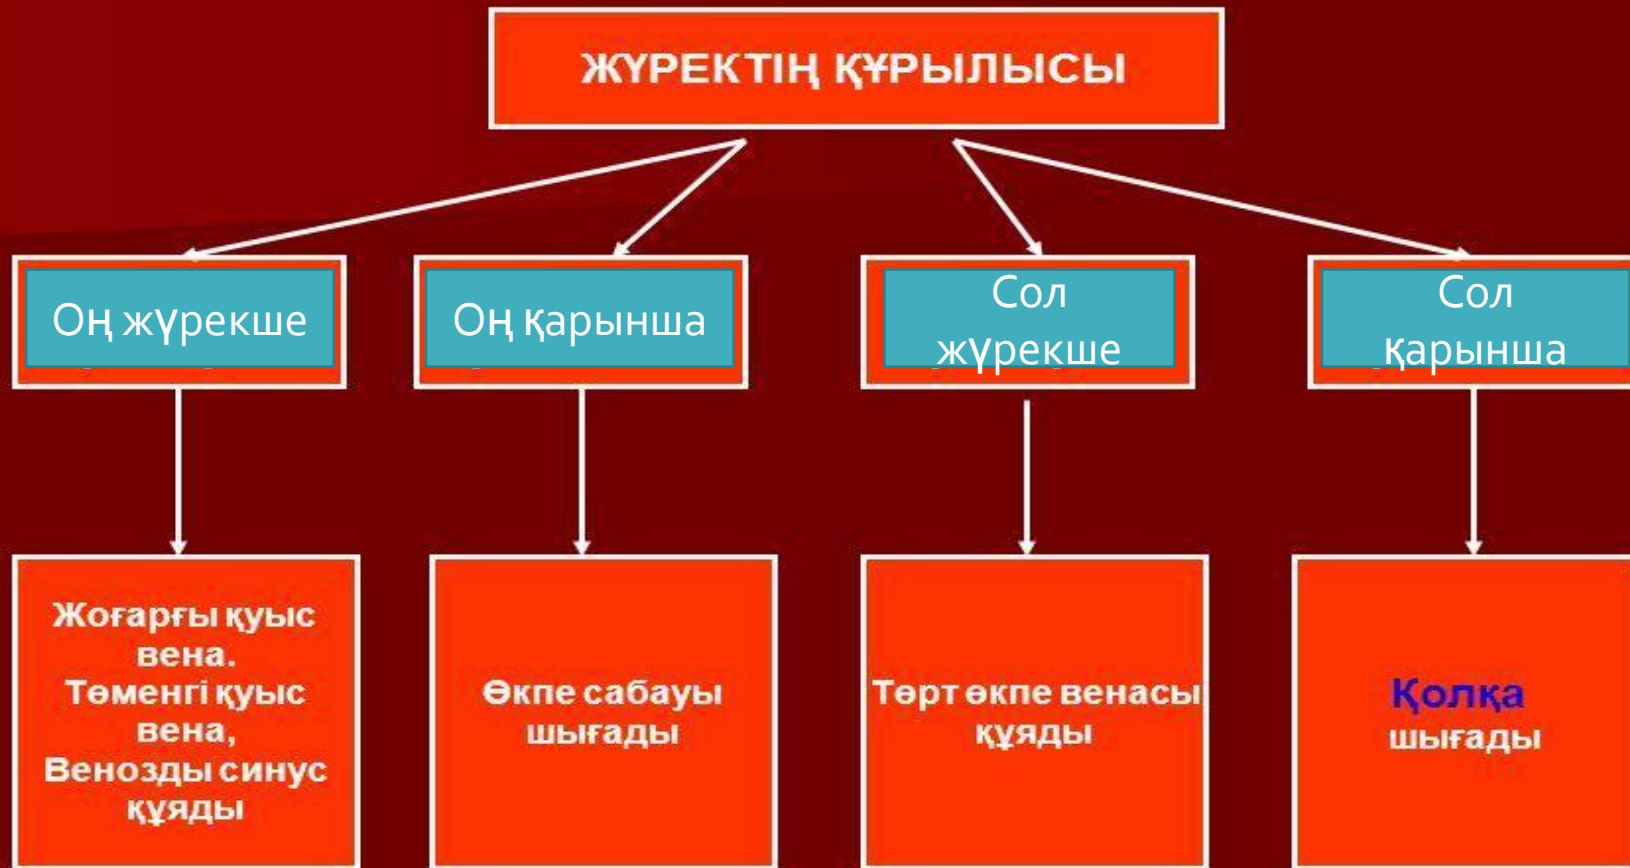 ЖҮРЕКТІҢ ҚҰРЫЛЫСЫ
Оң жүрекше
Оң қарынша
Сол
жүрекше
Сол
қарынша
Жоғарғы қуыс
вена.
Төменгі қуыс
вена,
Венозды синус
құяды
Өкпе сабауы
шығады
Төрт өкпе венасы
құяды
Қолқа
шығады